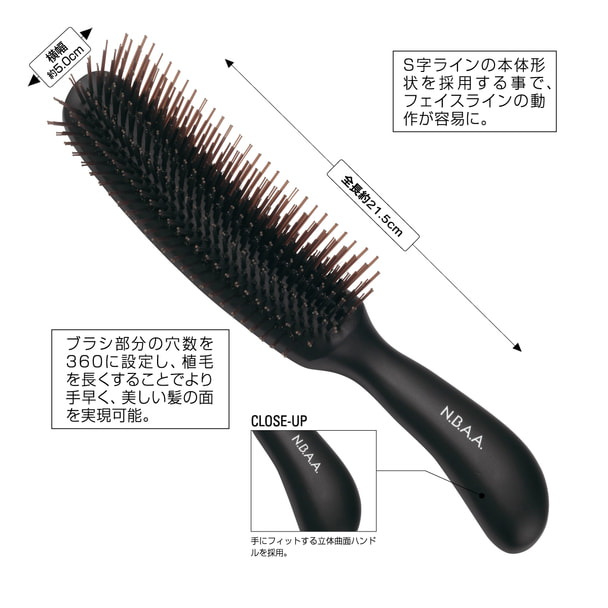 横幅
約5.0cm
S字ラインの本体形
状を採用する事で、
フェイスラインの動
作が容易に。
全長約21.5cm
ブラシ部分の穴数を
360に設定し、植毛
を長くすることでより
手早く、美しい髪の面
を実現可能。
CLOSE-UP
N.B.A.A.
N.B.A.A.
手にフィットする立体曲面ハンド
ルを採用。